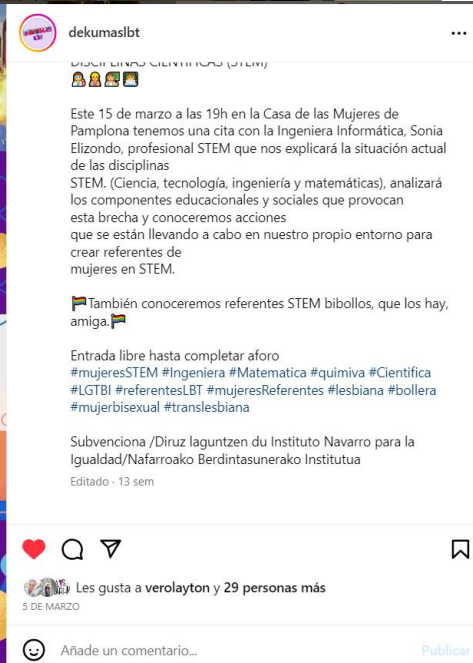 dekumaslbt
DISCIPLINAS CIENTÍFICAS (STEM)
Este 15 de marzo a las 19h en la Casa de las Mujeres de
Pamplona tenemos una cita con la Ingeniera Informática, Sonia
Elizondo, profesional STEM que nos explicará la situación actual
de las disciplinas
STEM. (Ciencia, tecnología, ingeniería y matemáticas), analizará
los componentes educacionales y sociales que provocan
esta brecha y conoceremos acciones
que se están llevando a cabo en nuestro propio entorno para
crear referentes de
mujeres en STEM.
También conoceremos referentes STEM bibollos, que los hay,
amiga.
Entrada libre hasta completar aforo
#mujeresSTEM #Ingeniera #Matematica #quimiva #Cientifica
#LGTBI #referentesLBT #mujeresReferentes #lesbiana #bollera
#mujerbisexual #translesbiana
Subvenciona /Diruz laguntzen du Instituto Navarro para la
Igualdad/Nafarroako Berdintasunerako Institutua
Editado · 13 sem
Les gusta a verolayton y 29 personas más
5 DE MARZO
Añade un comentario...
Publicar